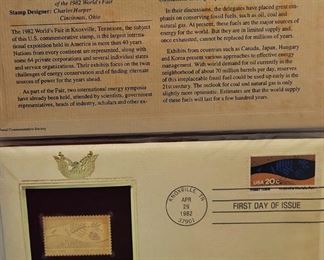 of the 1982 World's Fair
Stamp Designer: Charley Harper
Cincinnati, Ohio
The 1982 World's Fair in Knoxville, Tennessee, the subject
of this U.S. commemorative stamp, is the largest inter-
national exposition held in America in more than 40 years.
Nations from every continent are represented, along with
some 64 private corporations and several individual states
and service organizations. Their exhibits focus on the twin
challenges of energy conservation and of finding alternate
sources of power for the years ahead.
As part of the Fair, two international energy symposia
have already been held, attended by scientists, government
representatives, heads of industry, scholars and other ex-
In their discussions, the delegates have placed great em-
phasis on conserving fossil fuels, such as oil, coal and
natural gas. At present, these fuels are the major sources of
energy for the world. But they are in limited supply and,
once exhausted, cannot be replaced for millions of years.
Exhibits from countries such as Canada, Japan, Hungary
and Korea present various approaches to effective energy
management. With world demand for oil currently in the
neighborhood of about 70 million barrels per day, reserves
of this irreplaceable fossil fuel could be used up early in the
21st century. The outlook for coal and natural gas is only
slightly more optimistic. Estimates are that the world supply
of these fuels will last for a few hundred years.
Commemorative Society
KNOXVILLE, TN
APR
29
1982
37901
FIRST DAY OF ISSUE
USA 20c